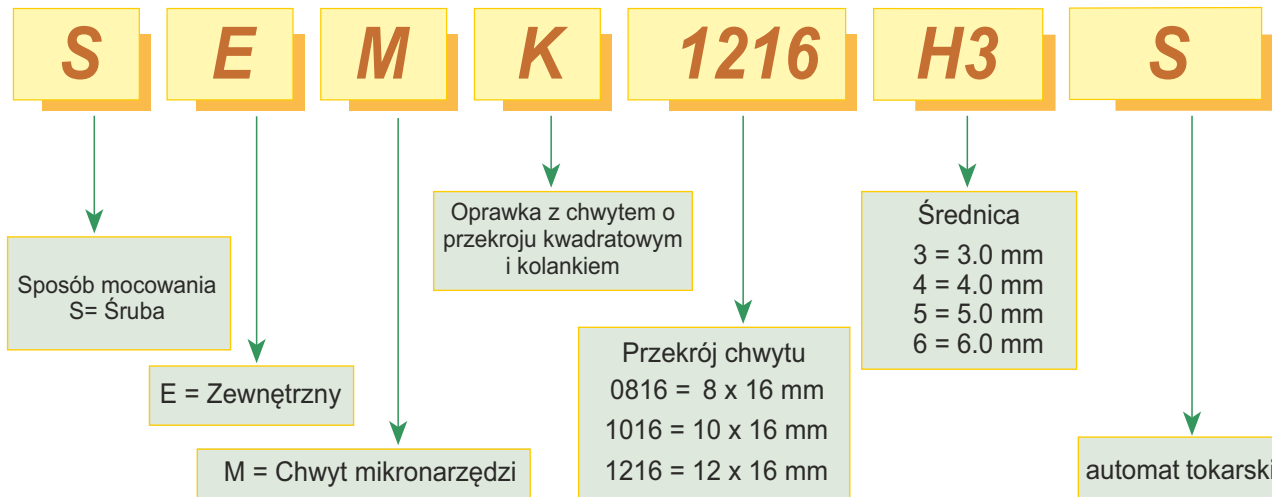 S E M K 1216 H3 S
Sposób mocowania
S= Śruba
E = Zewnętrzny
M = Chwyt mikronarzędzi
Oprawka z chwytem o
przekroju kwadratowym
i kolankiem
Przekrój chwytu
0816 = 8 x 16 mm
1016 = 10 x 16 mm
1216 = 12 x 16 mm
Średnica
3 = 3.0 mm
4 = 4.0 mm
5 = 5.0 mm
6 = 6.0 mm
automat tokarski